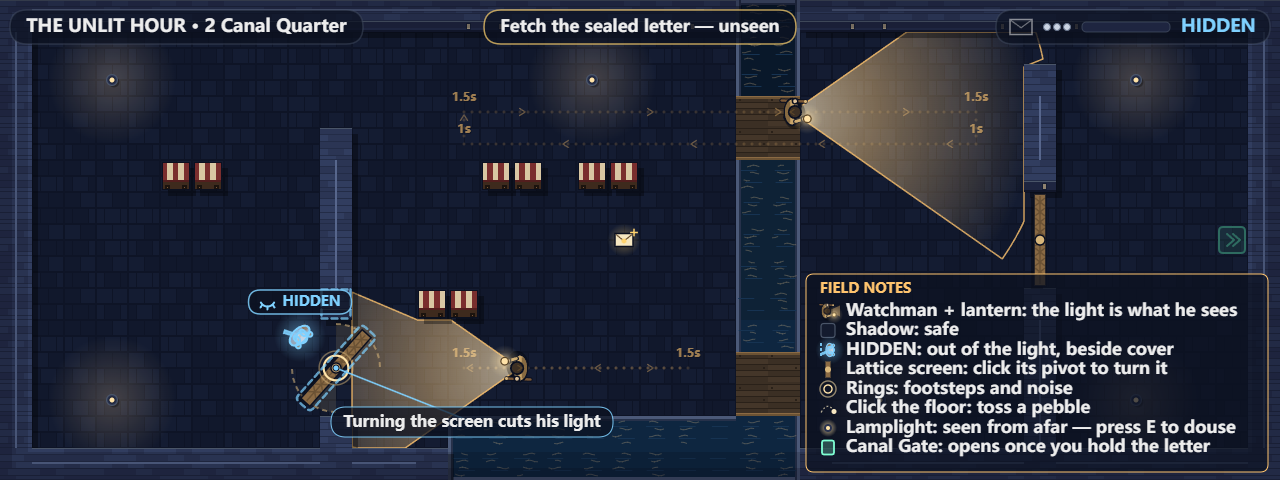 THE UNLIT HOUR • 2 Canal Quarter
Fetch the sealed letter — unseen
HIDDEN
1.5s
1.5s
1s
1s
HIDDEN
1.5s
1.5s
Turning the screen cuts his light
FIELD NOTES
Watchman + lantern: the light is what he sees
Shadow: safe
HIDDEN: out of the light, beside cover
Lattice screen: click its pivot to turn it
Rings: footsteps and noise
Click the floor: toss a pebble
Lamplight: seen from afar — press E to douse
Canal Gate: opens once you hold the letter